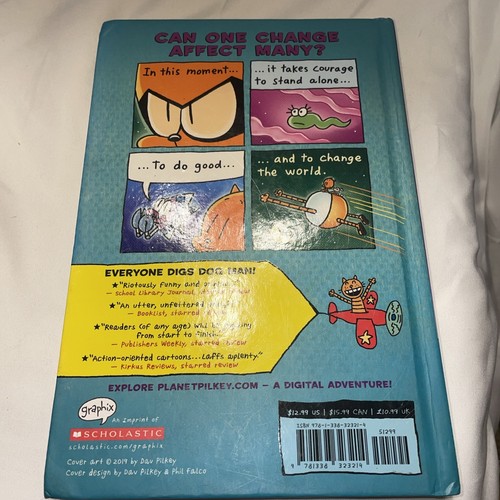 CAN ONE CHANGE
AFFECT MANY?
In this moment...
...it takes courage
to stand alone...
...To do good...
...and to change
the world.
EVERYONE DIGS DOG MAN!
★"Riotously funny and
— School Library Journal,
★"An utter, unfettered
— Booklist, starred
★"Readers (of any age) will
from start to
— Publishers Weekly, starred review
★"Action-oriented cartoons...Laffs aplenty."
— Kirkus Reviews, starred review
EXPLORE PLANETPILKEY.COM — A DIGITAL ADVENTURE!
graphix
An Imprint of
SCHOLASTIC
scholastic.com/graphix
Cover art © 2019 by Dav Pilkey
Cover design by Dav Pilkey & Phil Falco
$12.99 US | $15.99 CAN | £10.99 UK
ISBN 978-1-338-32321-4
51299
9 781338 323214